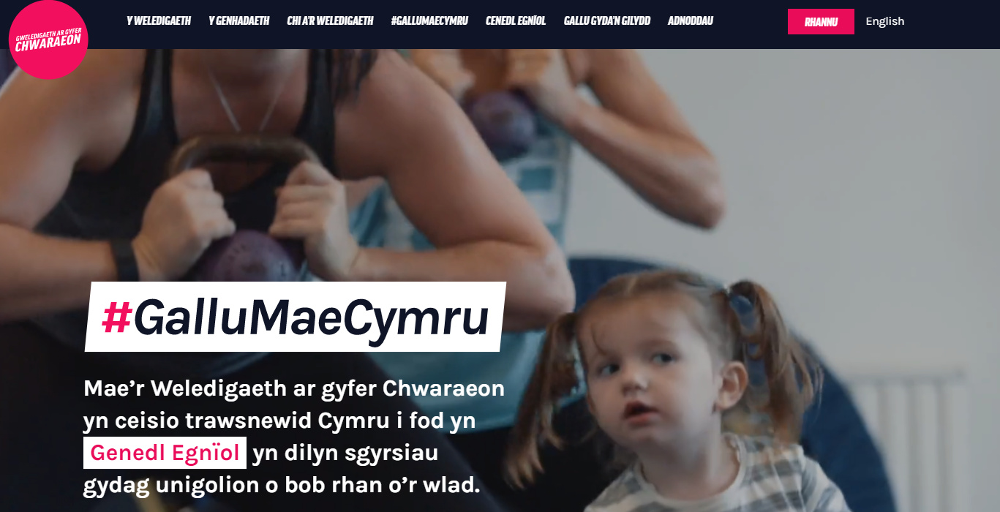 GWELEDIGAETH AR GYFER
CHWARAEON
Y WELEDIGAETH
Y GENHADAETH
CHI A'R WELEDIGAETH
#GALLUMAECYMRU
CENEDL EGNÏOL
GALLU GYDA'N GILYDD
ADNODDAU
RHANNU
English
#GalluMaeCymru
Mae’r Weledigaeth ar gyfer Chwaraeon
yn ceisio trawsnewid Cymru i fod yn
Genedl Egnïol yn dilyn sgyrsiau
gydag unigolion o bob rhan o’r wlad.